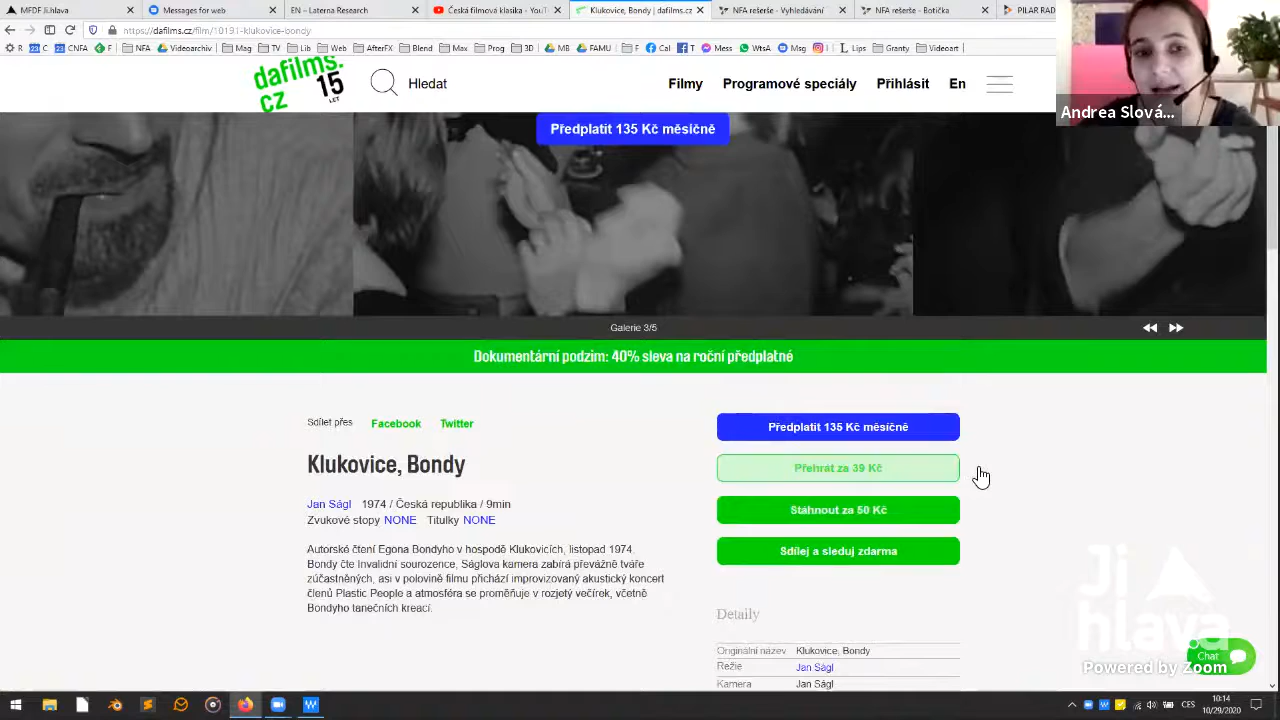 MFDF Ji.hlava
Messages for web
EN – Laterna Research
Česká filmová klasika - YouT
Klukovice, Bondy | dafilms.cz
NFA rešerše - Vyhledávání
NFA rešerše - Botička
PILAR RAD
https://dafilms.cz/film/10191-klukovice-bondy
R 23 C CNB F NFA Videoarchiv Mag TV Lib Hlav AfterFX Blend Max Prog 3D MB FAMU F Cal T Mess WtsA Msg I Lips Granty Videoart
Andrea Slová...
dafilms.
cz 15
LET
Hledat
Filmy Programové speciály Přihlásit En
Předplatit 135 Kč měsíčně
Galerie 3/5
Dokumentární podzim: 40% sleva na roční předplatné
Sdílet přes Facebook Twitter
Klukovice, Bondy
Jan Ságl 1974 / Česká republika / 9min
Zvukové stopy NONE Titulky NONE
Autorské čtení Egona Bondyho v hospodě Klukovicích, listopad 1974.
Bondy čte Invalidní sourozence, Ságlova kamera zabírá převážně tváře
zúčastněných, asi v polovině filmu přichází improvizovaný akustický koncert
členů Plastic People a atmosféra se proměňuje v rozjetý večírek, včetně
Bondyho tanečních kreací.
Předplatit 135 Kč měsíčně
Přehrát za 39 Kč
Stáhnout za 50 Kč
Sdílej a sleduj zdarma
Detaily
Originální název Klukovice, Bondy
Režie Jan Ságl
Kamera Jan Ságl
Ji
hlava
Chat
Powered by Zoom
CES
10:14
10/29/2020